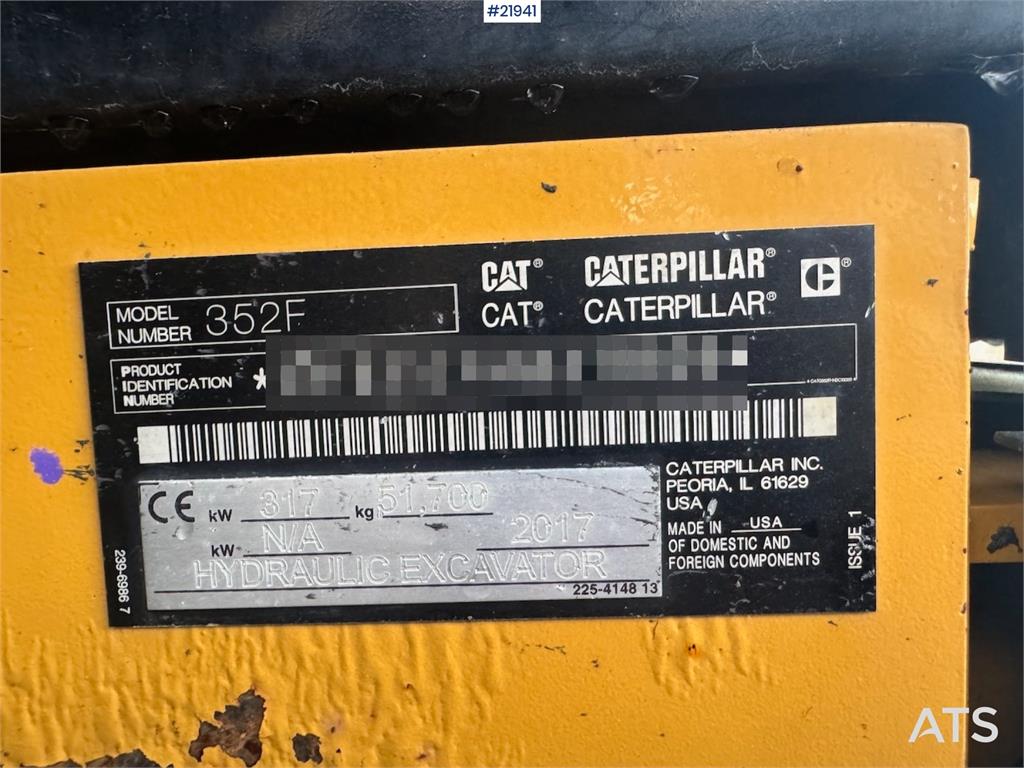 #21941
CAT® CATERPILLAR®
CAT® CATERPILLAR®
MODEL
NUMBER 352F
PRODUCT
IDENTIFICATION
NUMBER *
CE kW 317 kg 51,700
kW N/A 2017
HYDRAULIC EXCAVATOR
225-4148 13
CATERPILLAR INC.
PEORIA, IL 61629
USA
MADE IN USA
OF DOMESTIC AND
FOREIGN COMPONENTS
ISSUE 1
239-6986 7
ATS